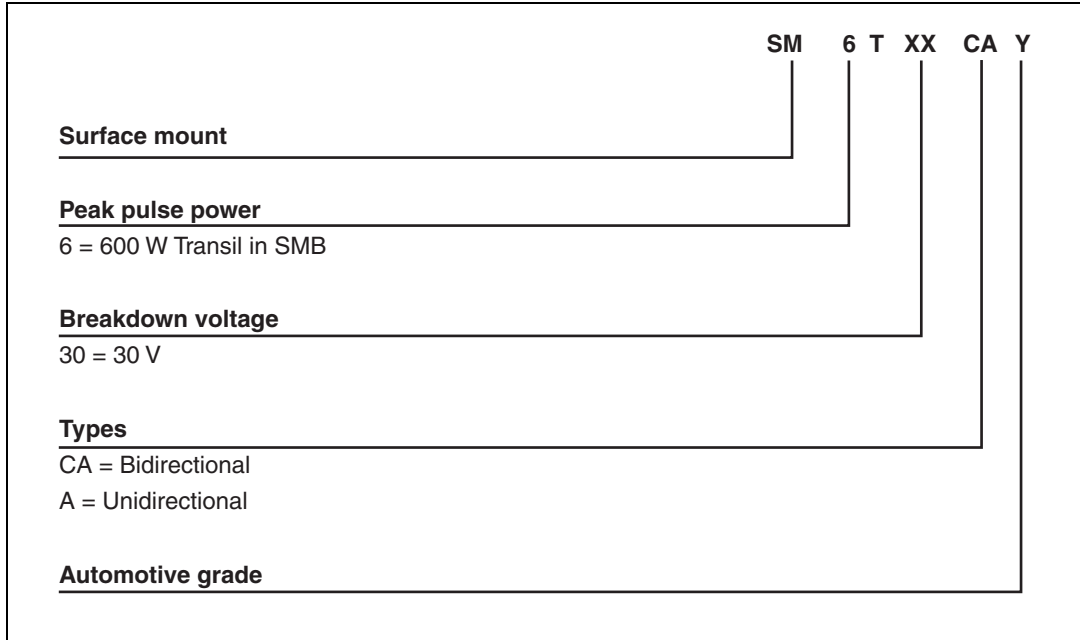 SM 6 T XX CA Y
Surface mount
Peak pulse power
6 = 600 W Transil in SMB
Breakdown voltage
30 = 30 V
Types
CA = Bidirectional
A = Unidirectional
Automotive grade